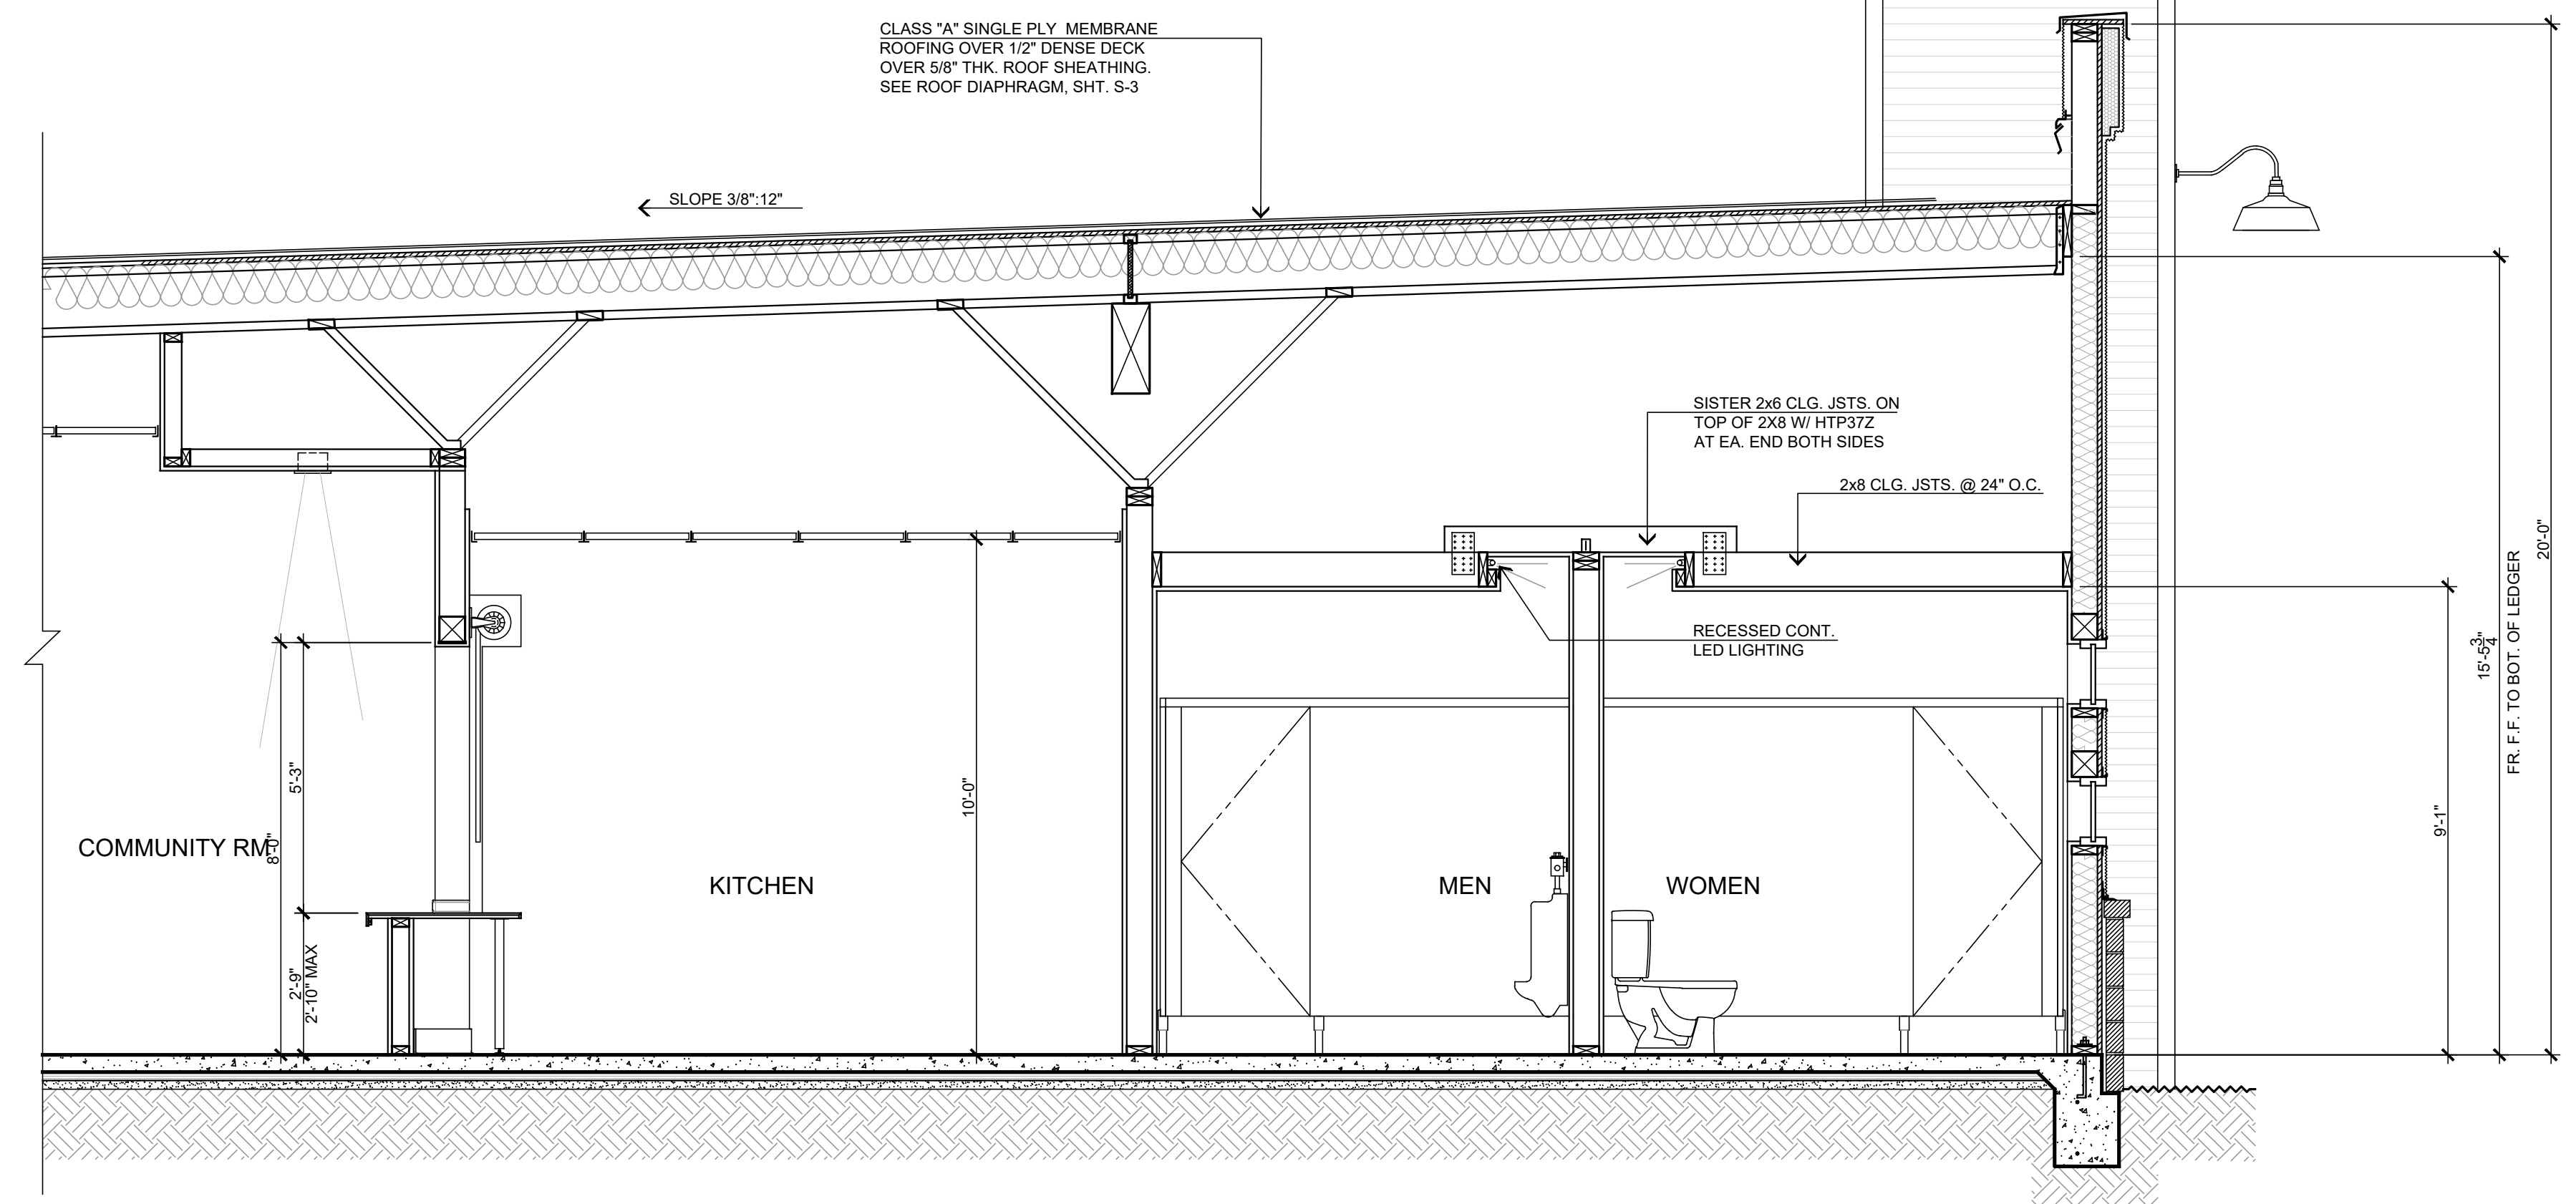 CLASS "A" SINGLE PLY MEMBRANE
ROOFING OVER 1/2" DENSE DECK
OVER 5/8" THK. ROOF SHEATHING.
SEE ROOF DIAPHRAGM, SHT. S-3
SLOPE 3/8":12"
SISTER 2x6 CLG. JSTS. ON
TOP OF 2X8 W/ HTP37Z
AT EA. END BOTH SIDES
2x8 CLG. JSTS. @ 24" O.C.
RECESSED CONT.
LED LIGHTING
COMMUNITY RM
8'-0"
5'-3"
2'-9"
2'-10" MAX
KITCHEN
10'-0"
MEN
WOMEN
9'-1"
15'-5 3/4"
FR. F.F. TO BOT. OF LEDGER
20'-0"